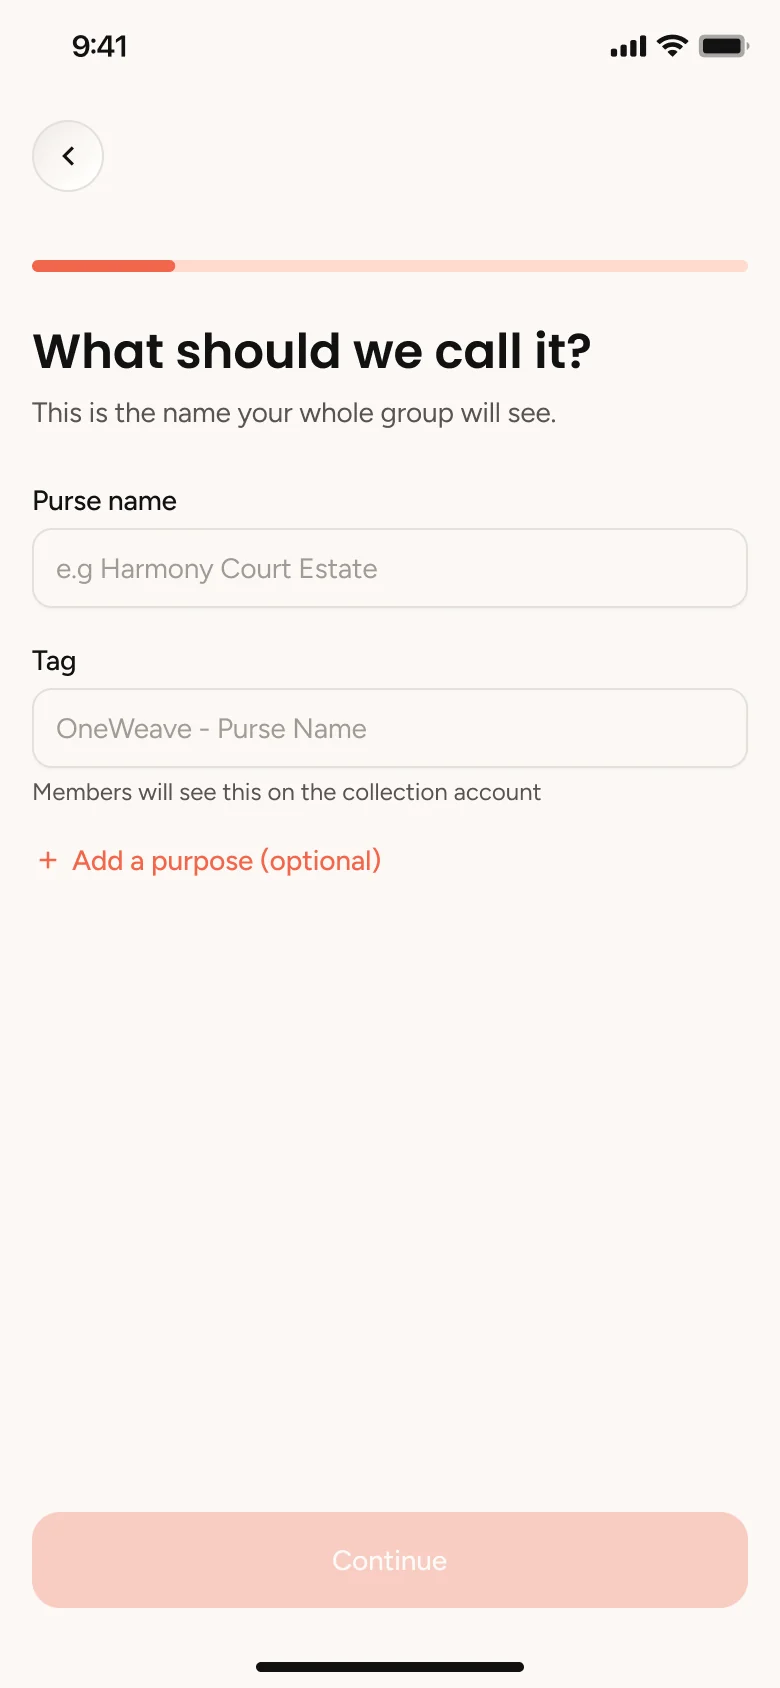 9:41
What should we call it?
This is the name your whole group will see.
Purse name
e.g Harmony Court Estate
Tag
OneWeave - Purse Name
Members will see this on the collection account
+ Add a purpose (optional)
Continue